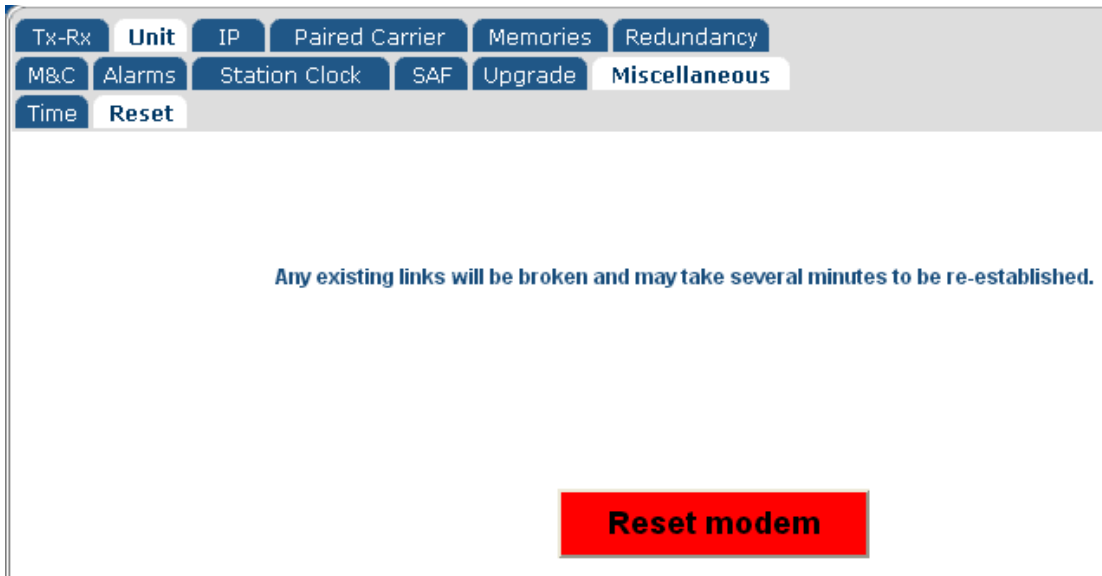 Tx-Rx Unit IP Paired Carrier Memories Redundancy
M&C Alarms Station Clock SAF Upgrade Miscellaneous
Time Reset
Any existing links will be broken and may take several minutes to be re-established.
Reset modem